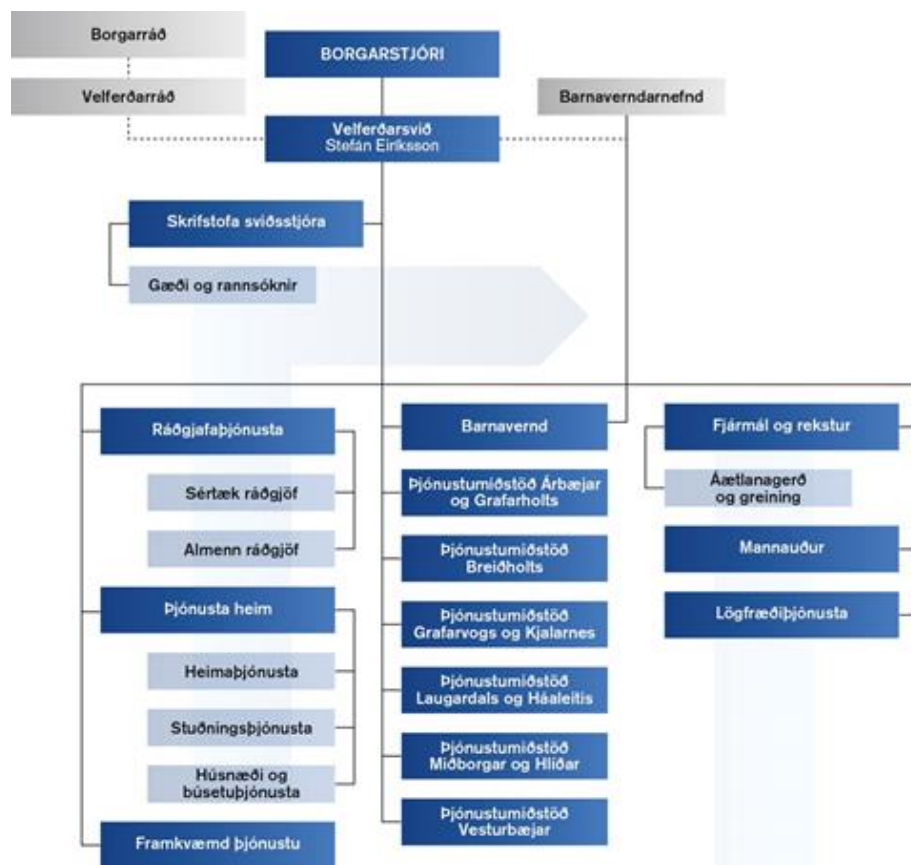 Borgarráð
BORGARSTJÓRI
Velferðarráð
Barnaverndarnefnd
Velferðarsvið
Stefán Eiríksson
Skrifstofa sviðsstjóra
Gæði og rannsóknir
Ráðgjafaþjónusta
Sértæk ráðgjöf
Almenn ráðgjöf
Þjónusta heim
Heimaþjónusta
Stuðningsþjónusta
Húsnæði og
búsetuþjónusta
Framkvæmd þjónustu
Barnavernd
Þjónustumiðstöð Árbæjar
og Grafarholts
Þjónustumiðstöð
Breiðholts
Þjónustumiðstöð
Grafarvogs og Kjalarnes
Þjónustumiðstöð
Laugardals og Háaleitis
Þjónustumiðstöð
Miðborgar og Hlíðar
Þjónustumiðstöð
Vesturbæjar
Fjármál og rekstur
Áætlanagerð
og greining
Mannauður
Lögfræðiþjónusta